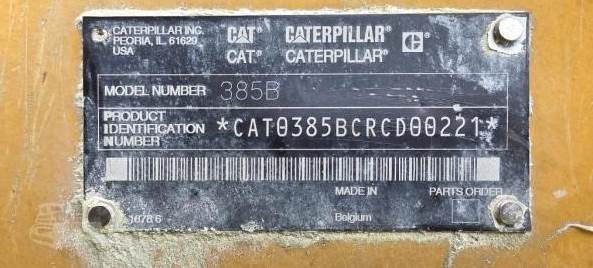 CATERPILLAR INC.
PEORIA, IL. 61629
USA
CAT® CATERPILLAR® C
CAT® CATERPILLAR®
MODEL NUMBER 385B
PRODUCT
IDENTIFICATION
NUMBER
*CAT0385BCRCD00221*
MADE IN
Belgium
PARTS ORDER